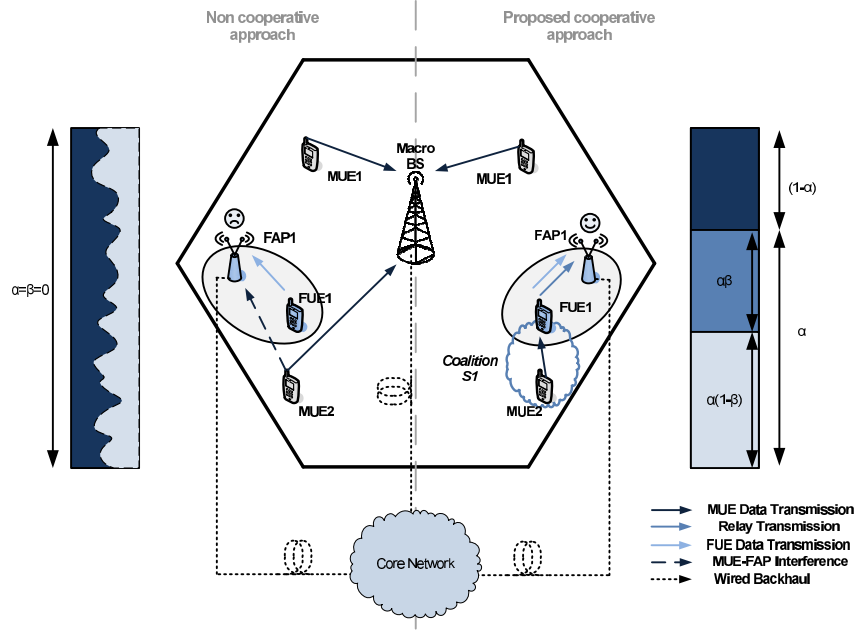 Non cooperative
approach
Proposed cooperative
approach
Macro
BS
MUE1
MUE1
(1-α)
FAP1
FAP1
α=β=0
FUE1
FUE1
αβ
α
Coalition
S1
MUE2
MUE2
α(1-β)
Core Network
MUE Data Transmission
Relay Transmission
FUE Data Transmission
MUE-FAP Interference
Wired Backhaul